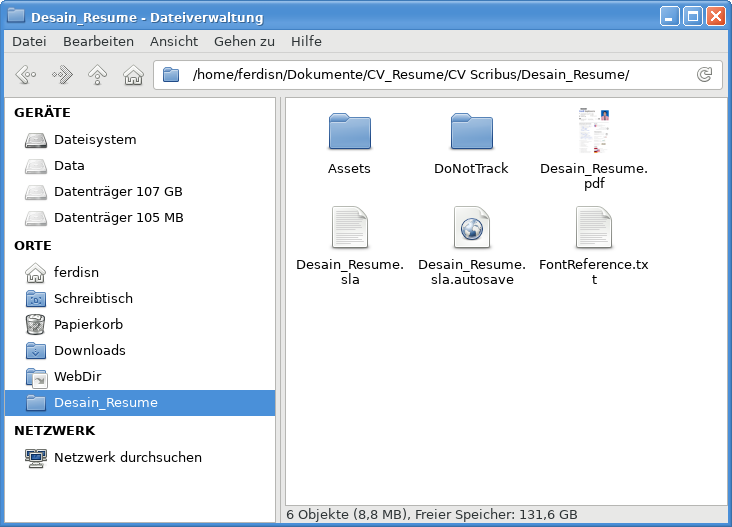 Desain_Resume - Dateiverwaltung
Datei Bearbeiten Ansicht Gehen zu Hilfe
/home/ferdisn/Dokumente/CV_Resume/CV Scribus/Desain_Resume/
GERÄTE
Dateisystem
Data
Datenträger 107 GB
Datenträger 105 MB
ORTE
ferdisn
Schreibtisch
Papierkorb
Downloads
WebDir
Desain_Resume
NETZWERK
Netzwerk durchsuchen
Assets
DoNotTrack
Desain_Resume.
pdf
Desain_Resume.
sla
Desain_Resume.
sla.autosave
FontReference.tx
t
6 Objekte (8,8 MB), Freier Speicher: 131,6 GB